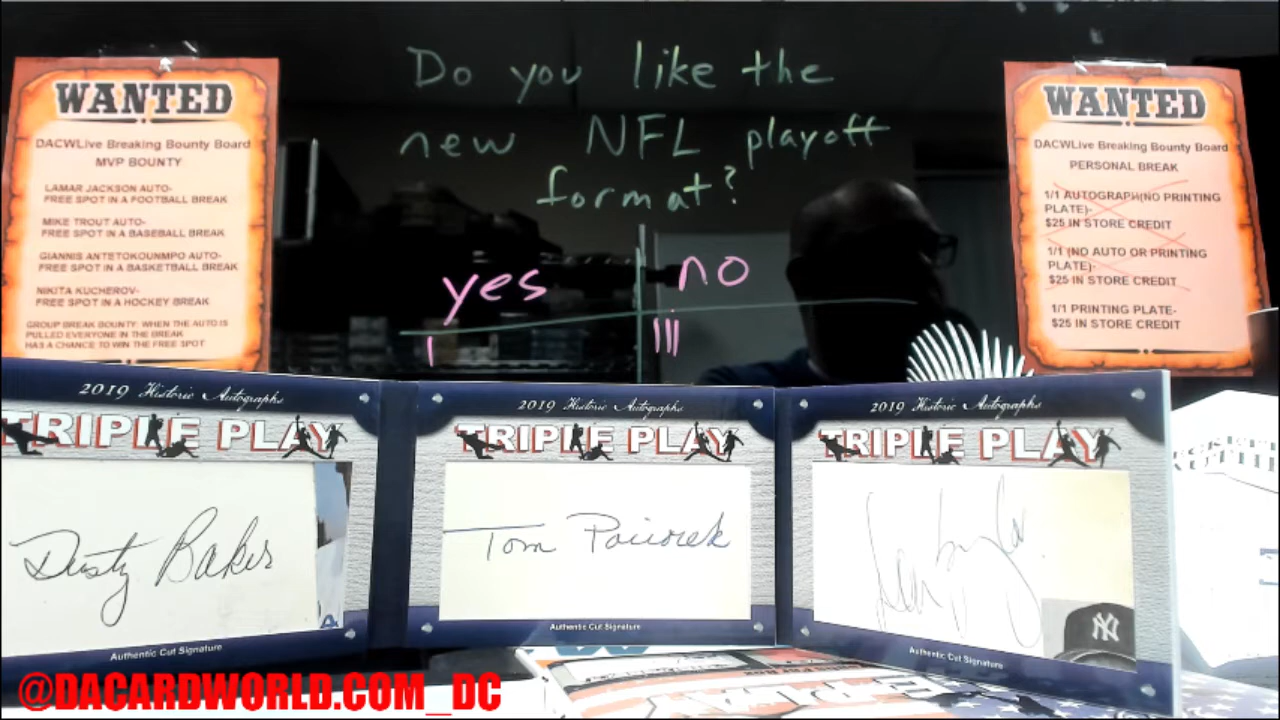 Do you like the
new NFL playoff
format?
yes no
WANTED
DACWLive Breaking Bounty Board
MVP BOUNTY
LAMAR JACKSON AUTO-
FREE SPOT IN A FOOTBALL BREAK
MIKE TROUT AUTO-
FREE SPOT IN A BASEBALL BREAK
GIANNIS ANTETOKOUNMPO AUTO-
FREE SPOT IN A BASKETBALL BREAK
NIKITA KUCHEROV-
FREE SPOT IN A HOCKEY BREAK
GROUP BREAK BOUNTY: WHEN THE AUTO IS
PULLED EVERYONE IN THE BREAK
HAS A CHANCE TO WIN THE FREE SPOT
WANTED
DACWLive Breaking Bounty Board
PERSONAL BREAK
1/1 AUTOGRAPH(NO PRINTING
PLATE)-
$25 IN STORE CREDIT
1/1 (NO AUTO OR PRINTING
PLATE)-
$25 IN STORE CREDIT
1/1 PRINTING PLATE-
$25 IN STORE CREDIT
2019 Historic Autographs
TRIPLE PLAY
Dusty Baker
Authentic Cut Signature
2019 Historic Autographs
TRIPLE PLAY
Tom Paciorek
Authentic Cut Signature
2019 Historic Autographs
TRIPLE PLAY
NY
Authentic Cut Signature
@DACARDWORLD.COM_DC